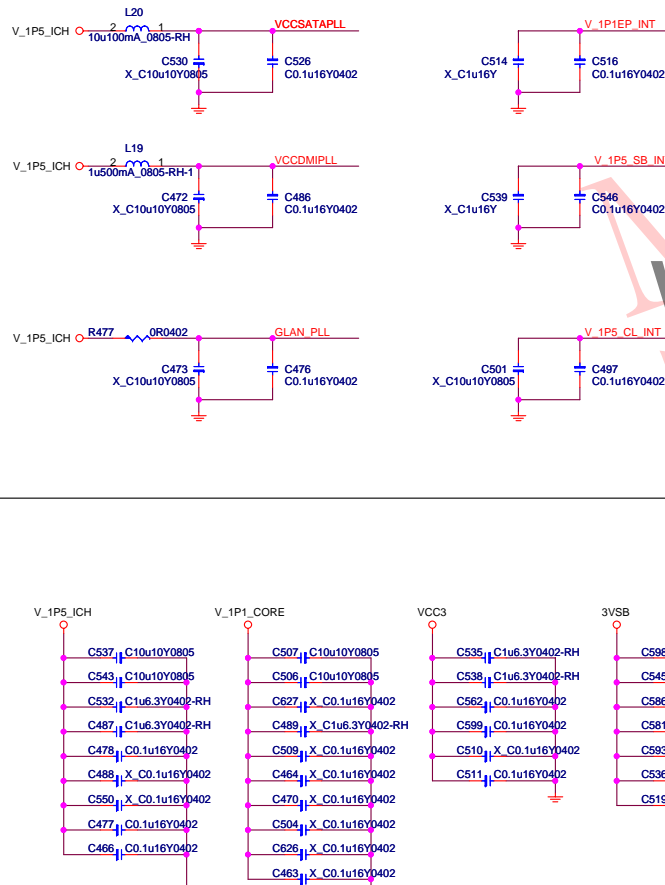 L20
V_1P5_ICH 2 1 VCCSATAPLL
10u100mA_0805-RH
C530
X_C10u10Y0805
C526
C0.1u16Y0402
V_1P1EP_INT
C514
X_C1u16Y
C516
C0.1u16Y0402
L19
V_1P5_ICH 2 1 VCCDMIPLL
1u500mA_0805-RH-1
C472
X_C10u10Y0805
C486
C0.1u16Y0402
V_1P5_SB_IN
C539
X_C1u16Y
C546
C0.1u16Y0402
V_1P5_ICH R477 0R0402 GLAN_PLL
C473
X_C10u10Y0805
C476
C0.1u16Y0402
V_1P5_CL_INT
C501
X_C10u10Y0805
C497
C0.1u16Y0402
V_1P5_ICH
C537 C10u10Y0805
C543 C10u10Y0805
C532 C1u6.3Y0402-RH
C487 C1u6.3Y0402-RH
C478 C0.1u16Y0402
C488 X_C0.1u16Y0402
C550 X_C0.1u16Y0402
C477 C0.1u16Y0402
C466 C0.1u16Y0402
V_1P1_CORE
C507 C10u10Y0805
C506 C10u10Y0805
C627 X_C0.1u16Y0402
C489 X_C1u6.3Y0402-RH
C509 X_C0.1u16Y0402
C464 X_C0.1u16Y0402
C470 X_C0.1u16Y0402
C504 X_C0.1u16Y0402
C626 X_C0.1u16Y0402
C463 X_C0.1u16Y0402
VCC3
C535 C1u6.3Y0402-RH
C538 C1u6.3Y0402-RH
C562 C0.1u16Y0402
C599 C0.1u16Y0402
C510 X_C0.1u16Y0402
C511 C0.1u16Y0402
3VSB
C598
C545
C586
C581
C593
C536
C519